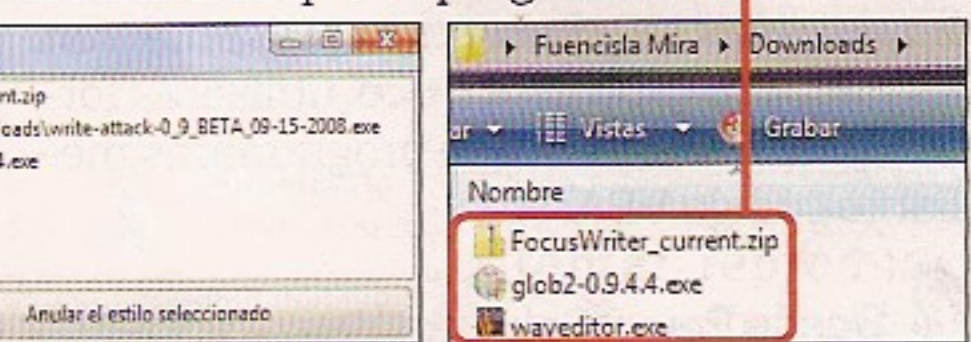 nt.zip
oads\write-attack-0_9_BETA_09-15-2008.exe
4.exe
Anular el estilo seleccionado
Fuencisla Mira ▸ Downloads ▸
ar Vistas Grabar
Nombre
FocusWriter_current.zip
glob2-0.9.4.4.exe
waveditor.exe